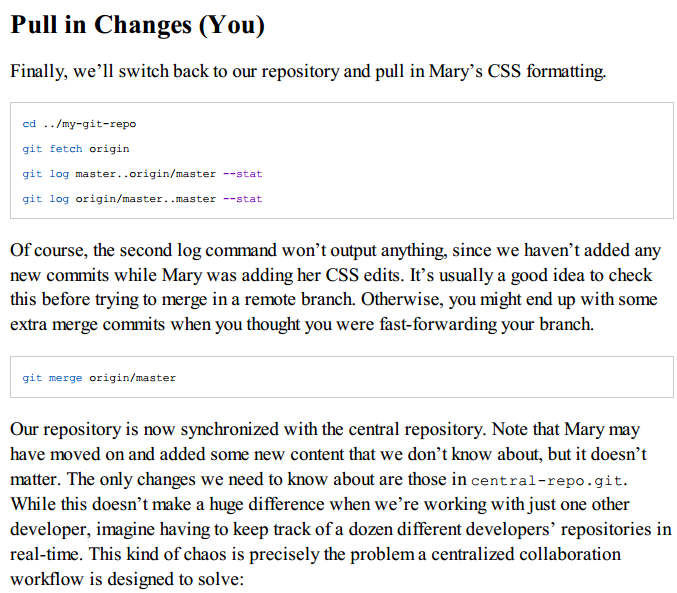 Pull in Changes (You)
Finally, we’ll switch back to our repository and pull in Mary’s CSS formatting.
cd ../my-git-repo
git fetch origin
git log master..origin/master --stat
git log origin/master..master --stat
Of course, the second log command won’t output anything, since we haven’t added any
new commits while Mary was adding her CSS edits. It’s usually a good idea to check
this before trying to merge in a remote branch. Otherwise, you might end up with some
extra merge commits when you thought you were fast-forwarding your branch.
git merge origin/master
Our repository is now synchronized with the central repository. Note that Mary may
have moved on and added some new content that we don’t know about, but it doesn’t
matter. The only changes we need to know about are those in central-repo.git.
While this doesn’t make a huge difference when we’re working with just one other
developer, imagine having to keep track of a dozen different developers’ repositories in
real-time. This kind of chaos is precisely the problem a centralized collaboration
workflow is designed to solve: